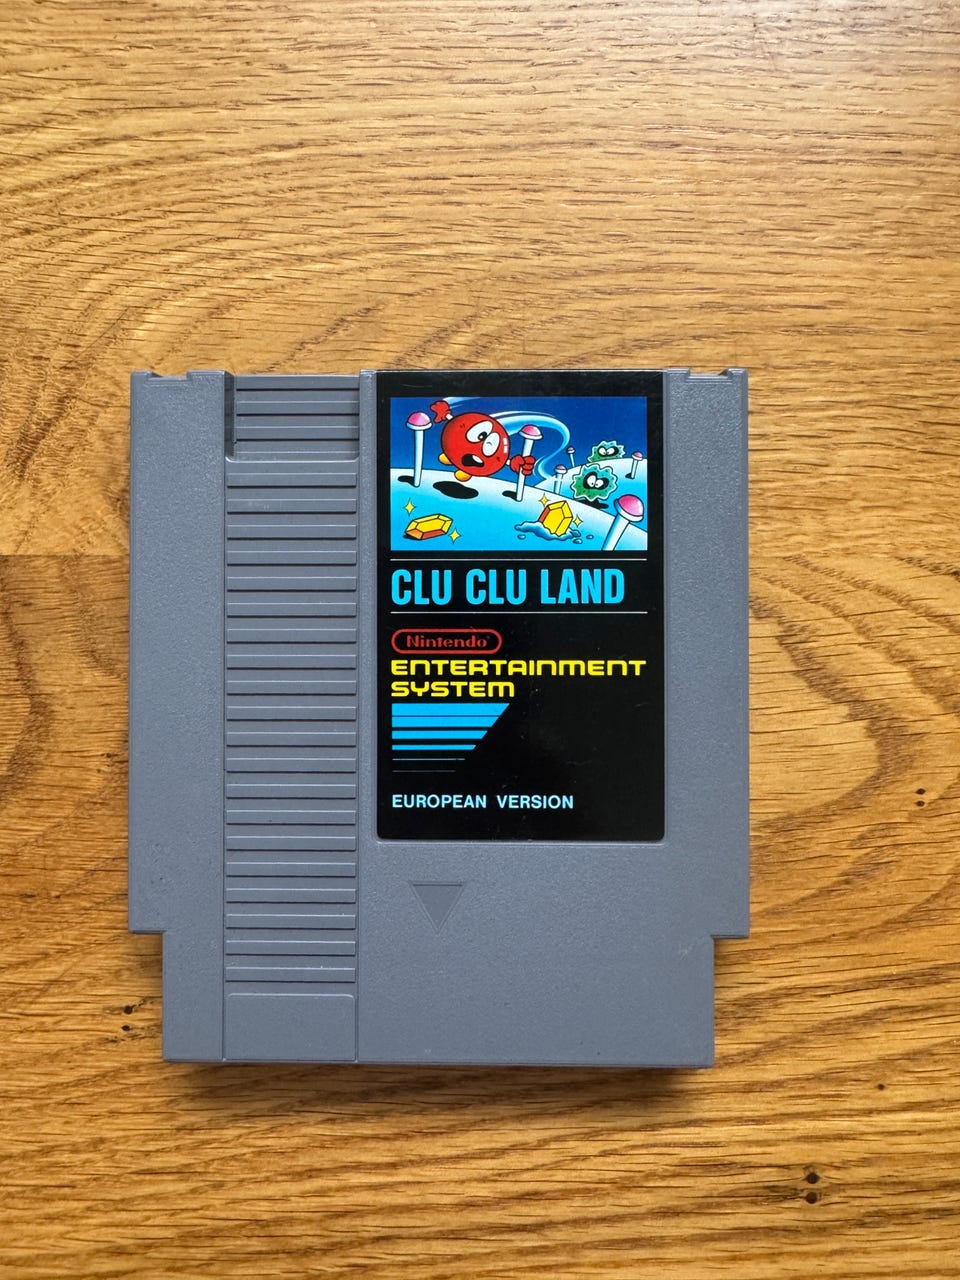 CLU CLU LAND
Nintendo®
ENTERTAINMENT
SYSTEM
EUROPEAN VERSION